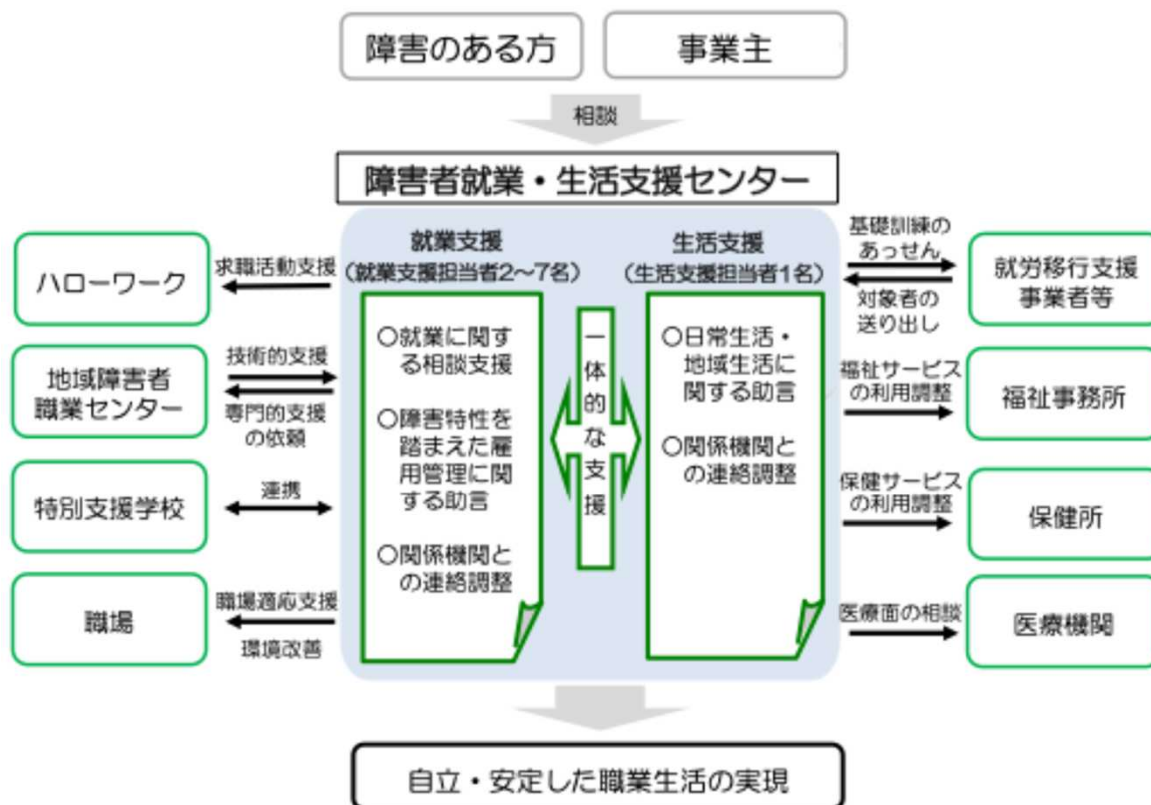 障害のある方
事業主
相談
障害者就業・生活支援センター
ハローワーク
求職活動支援
地域障害者
職業センター
技術的支援
専門的支援
の依頼
特別支援学校
連携
職場
職場適応支援
環境改善
就業支援
(就業支援担当者2〜7名)
○就業に関す
る相談支援
○障害特性を
踏まえた雇
用管理に関
する助言
○関係機関と
の連絡調整
一体的な支援
生活支援
(生活支援担当者1名)
○日常生活・
地域生活に
関する助言
○関係機関と
の連絡調整
基礎訓練の
あっせん
対象者の
送り出し
就労移行支援
事業者等
福祉サービス
の利用調整
福祉事務所
保健サービス
の利用調整
保健所
医療面の相談
医療機関
自立・安定した職業生活の実現